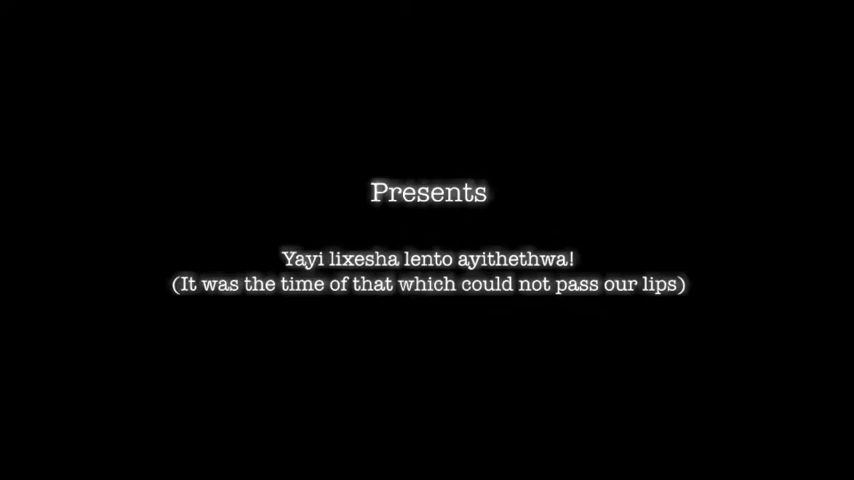 Presents
Yayi lixesha lento ayithethwa!
(It was the time of that which could not pass our lips)